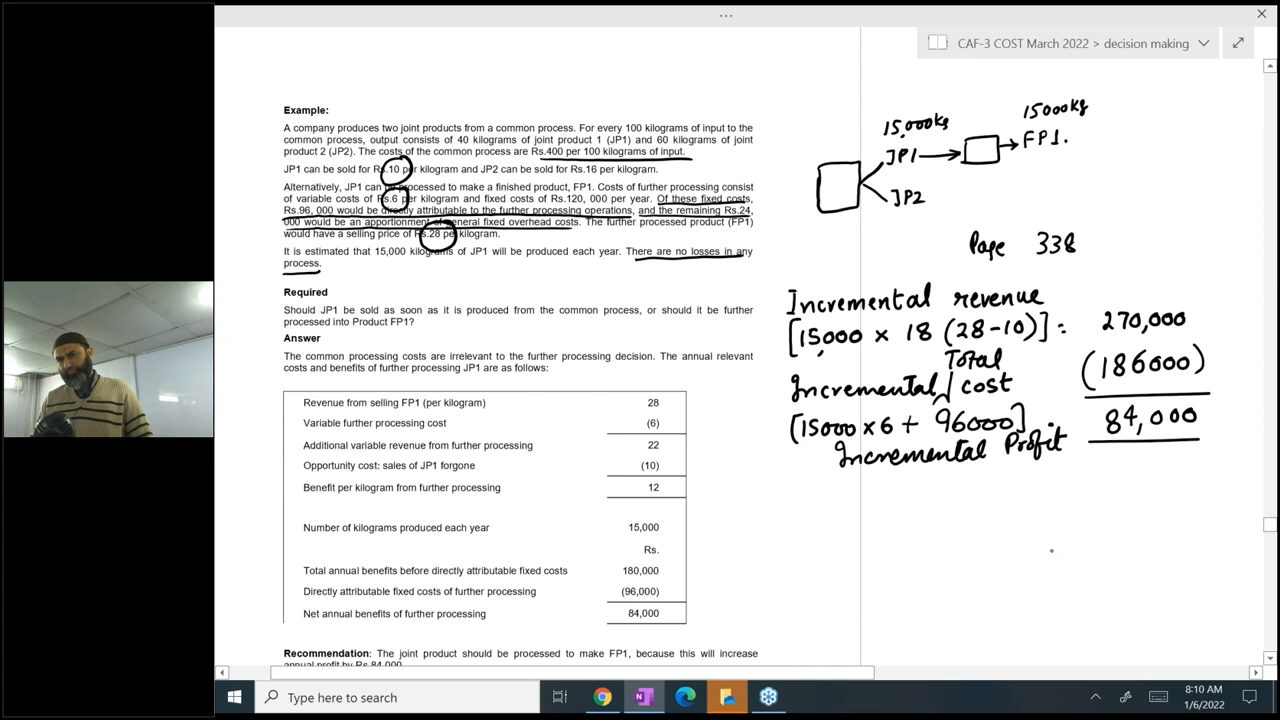 ...
CAF-3 COST March 2022 > decision making
Example:
A company produces two joint products from a common process. For every 100 kilograms of input to the
common process, output consists of 40 kilograms of joint product 1 (JP1) and 60 kilograms of joint
product 2 (JP2). The costs of the common process are Rs.400 per 100 kilograms of input.
JP1 can be sold for Rs.10 per kilogram and JP2 can be sold for Rs.16 per kilogram.
Alternatively, JP1 can be processed to make a finished product, FP1. Costs of further processing consist
of variable costs of Rs.6 per kilogram and fixed costs of Rs.120, 000 per year. Of these fixed costs,
Rs.96, 000 would be directly attributable to the further processing operations, and the remaining Rs.24,
000 would be an apportionment of general fixed overhead costs. The further processed product (FP1)
would have a selling price of Rs.28 per kilogram.
It is estimated that 15,000 kilograms of JP1 will be produced each year. There are no losses in any
process.
Required
Should JP1 be sold as soon as it is produced from the common process, or should it be further
processed into Product FP1?
Answer
The common processing costs are irrelevant to the further processing decision. The annual relevant
costs and benefits of further processing JP1 are as follows:
Revenue from selling FP1 (per kilogram) 28
Variable further processing cost (6)
Additional variable revenue from further processing 22
Opportunity cost: sales of JP1 forgone (10)
Benefit per kilogram from further processing 12
Number of kilograms produced each year 15,000
Rs.
Total annual benefits before directly attributable fixed costs 180,000
Directly attributable fixed costs of further processing (96,000)
Net annual benefits of further processing 84,000
Recommendation: The joint product should be processed to make FP1, because this will increase
annual profit by Rs.84,000
15,000kg
15000kg
JP1
FP1.
JP2
Page 338
Incremental revenue
[15,000 x 18 (28-10)] = 270,000
Total
Incremental / cost (186000)
[15000 x 6 + 96000]
Incremental Profit 84,000
Type here to search
8:10 AM
1/6/2022